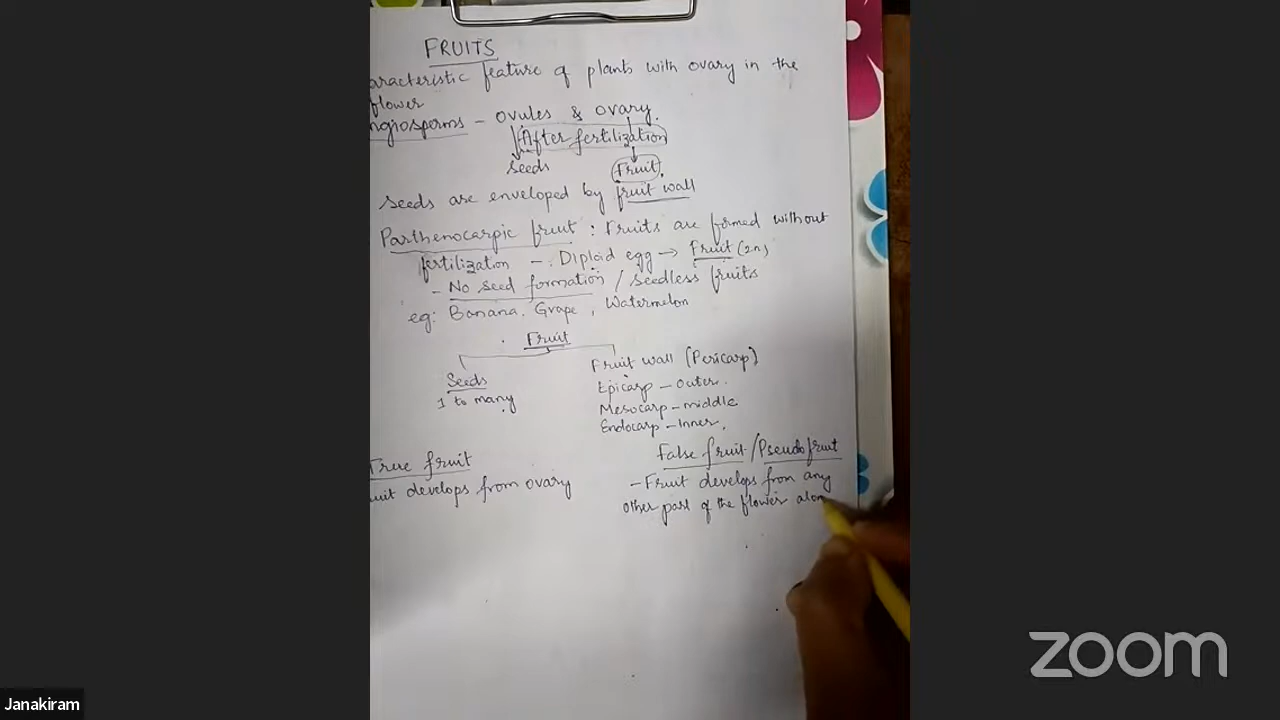 FRUITS
aracteristic feature of plants with ovary in the
flower
ngiosperms - ovules & ovary.
After fertilization
Seeds Fruit.
Seeds are enveloped by fruit wall
Parthenocarpic fruit : Fruits are formed without
fertilization - Diploid egg → Fruit (2n)
- No seed formation / seedless fruits
eg: Banana, Grape, Watermelon
Fruit
Seeds
1 to many
Fruit wall (Pericarp)
Epicarp - outer.
Mesocarp - middle
Endocarp - Inner.
True fruit
uit develops from ovary
False fruit / Pseudofruit
- Fruit develops from any
other part of the flower alon
zoom
Janakiram